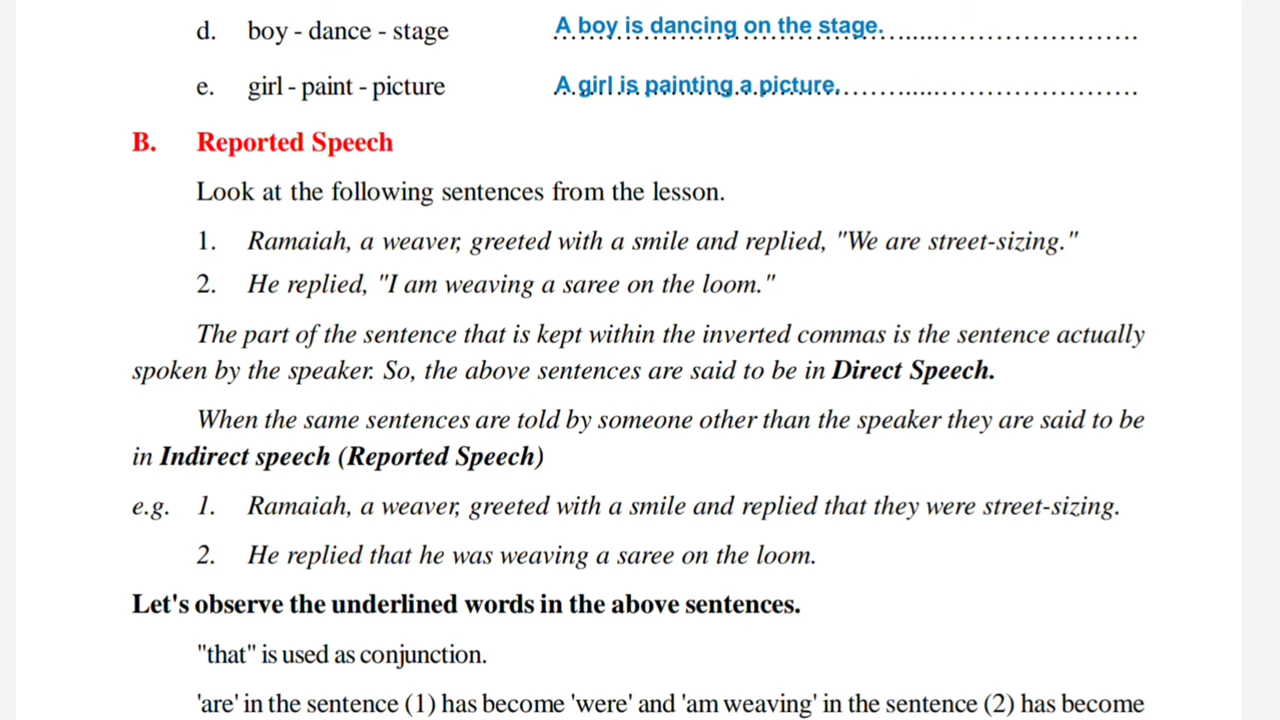 d. boy - dance - stage A boy is dancing on the stage. ..............................
e. girl - paint - picture A girl is painting a picture. ..............................
B. Reported Speech
Look at the following sentences from the lesson.
1. Ramaiah, a weaver, greeted with a smile and replied, "We are street-sizing."
2. He replied, "I am weaving a saree on the loom."
The part of the sentence that is kept within the inverted commas is the sentence actually
spoken by the speaker. So, the above sentences are said to be in Direct Speech.
When the same sentences are told by someone other than the speaker they are said to be
in Indirect speech (Reported Speech)
e.g. 1. Ramaiah, a weaver, greeted with a smile and replied that they were street-sizing.
2. He replied that he was weaving a saree on the loom.
Let's observe the underlined words in the above sentences.
"that" is used as conjunction.
'are' in the sentence (1) has become 'were' and 'am weaving' in the sentence (2) has become